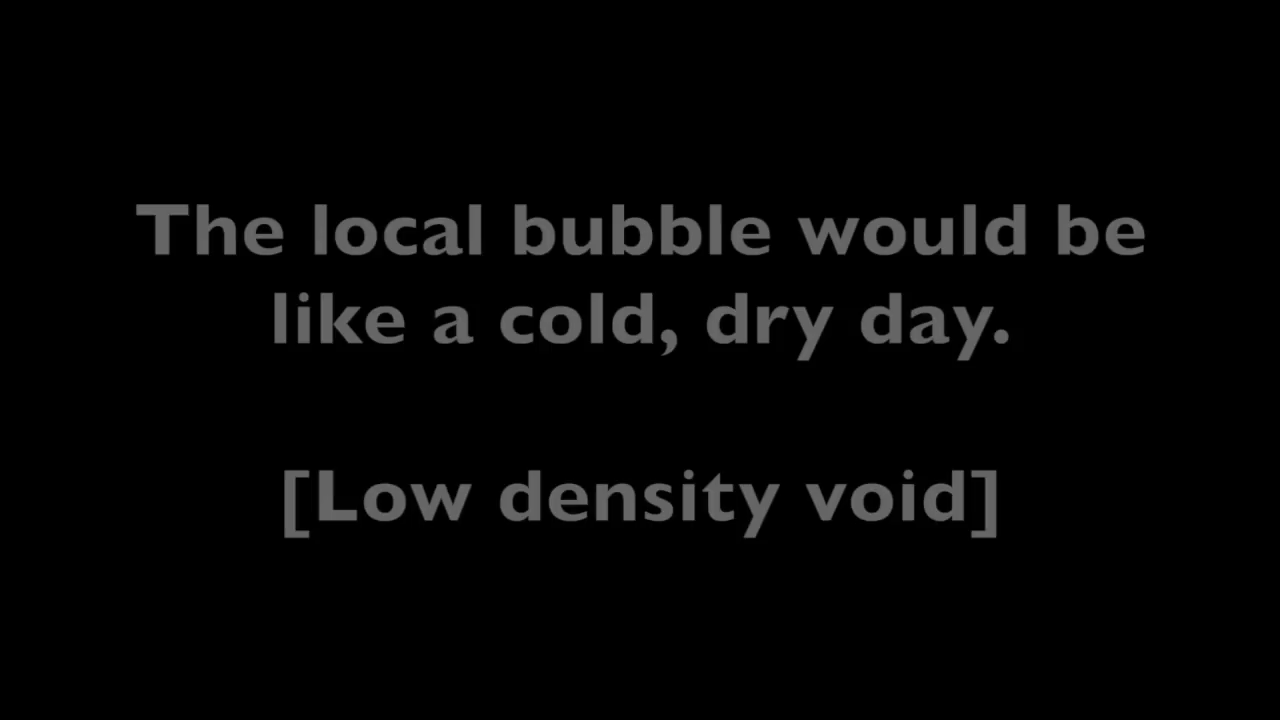 The local bubble would be
like a cold, dry day.
[Low density void]